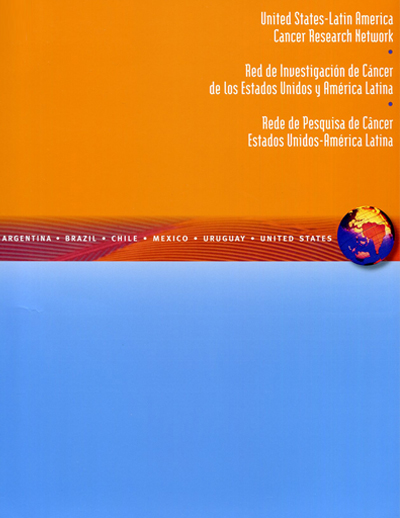 United States-Latin America
Cancer Research Network
•
Red de Investigación de Cáncer
de los Estados Unidos y América Latina
•
Rede de Pesquisa de Câncer
Estados Unidos-América Latina
ARGENTINA • BRAZIL • CHILE • MEXICO • URUGUAY • UNITED STATES